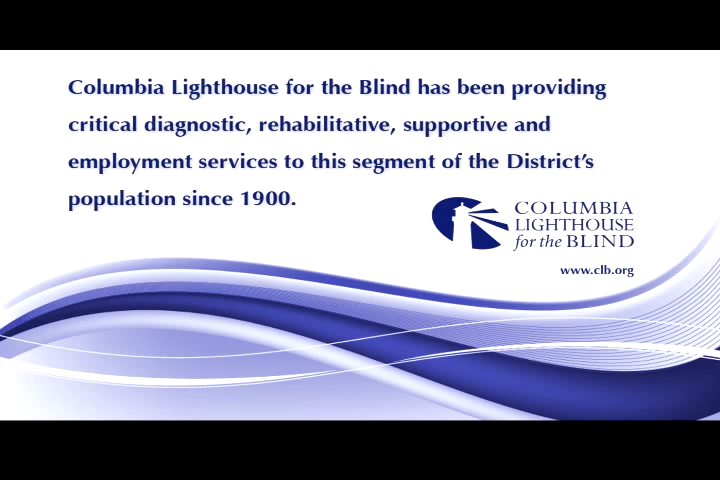 Columbia Lighthouse for the Blind has been providing
critical diagnostic, rehabilitative, supportive and
employment services to this segment of the District’s
population since 1900.
COLUMBIA
LIGHTHOUSE
for the BLIND
www.clb.org